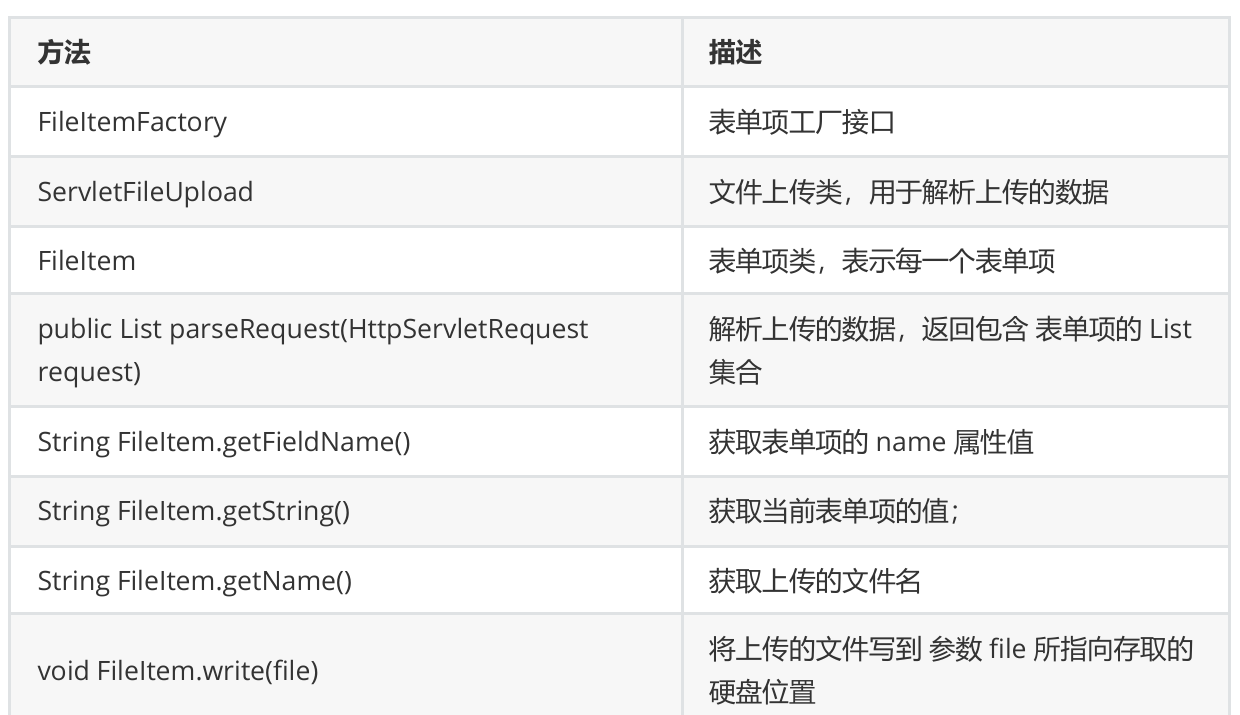 方法
描述
FileItemFactory
表单项工厂接口
ServletFileUpload
文件上传类，用于解析上传的数据
FileItem
表单项类，表示每一个表单项
public List parseRequest(HttpServletRequest
request)
解析上传的数据，返回包含 表单项的 List
集合
String FileItem.getFieldName()
获取表单项的 name 属性值
String FileItem.getString()
获取当前表单项的值；
String FileItem.getName()
获取上传的文件名
void FileItem.write(file)
将上传的文件写到 参数 file 所指向存取的
硬盘位置